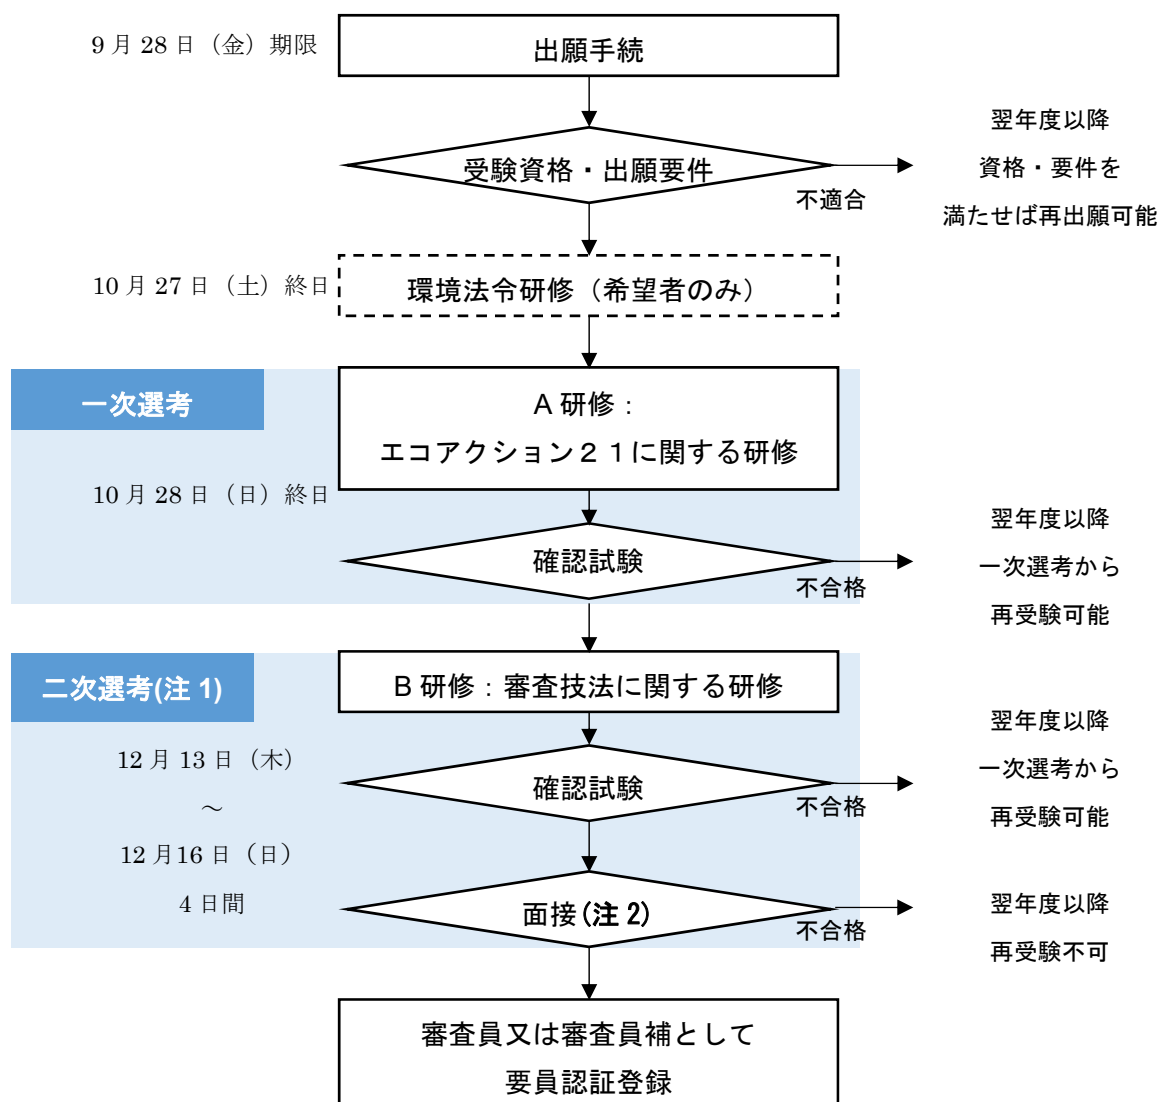 9月28日（金）期限
出願手続
受験資格・出願要件
不適合
翌年度以降
資格・要件を
満たせば再出願可能
10月27日（土）終日
環境法令研修（希望者のみ）
一次選考
A研修：
エコアクション２１に関する研修
10月28日（日）終日
確認試験
不合格
翌年度以降
一次選考から
再受験可能
二次選考(注1)
B研修：審査技法に関する研修
12月13日（木）
～
12月16日（日）
4日間
確認試験
不合格
翌年度以降
一次選考から
再受験可能
面接(注2)
不合格
翌年度以降
再受験不可
審査員又は審査員補として
要員認証登録